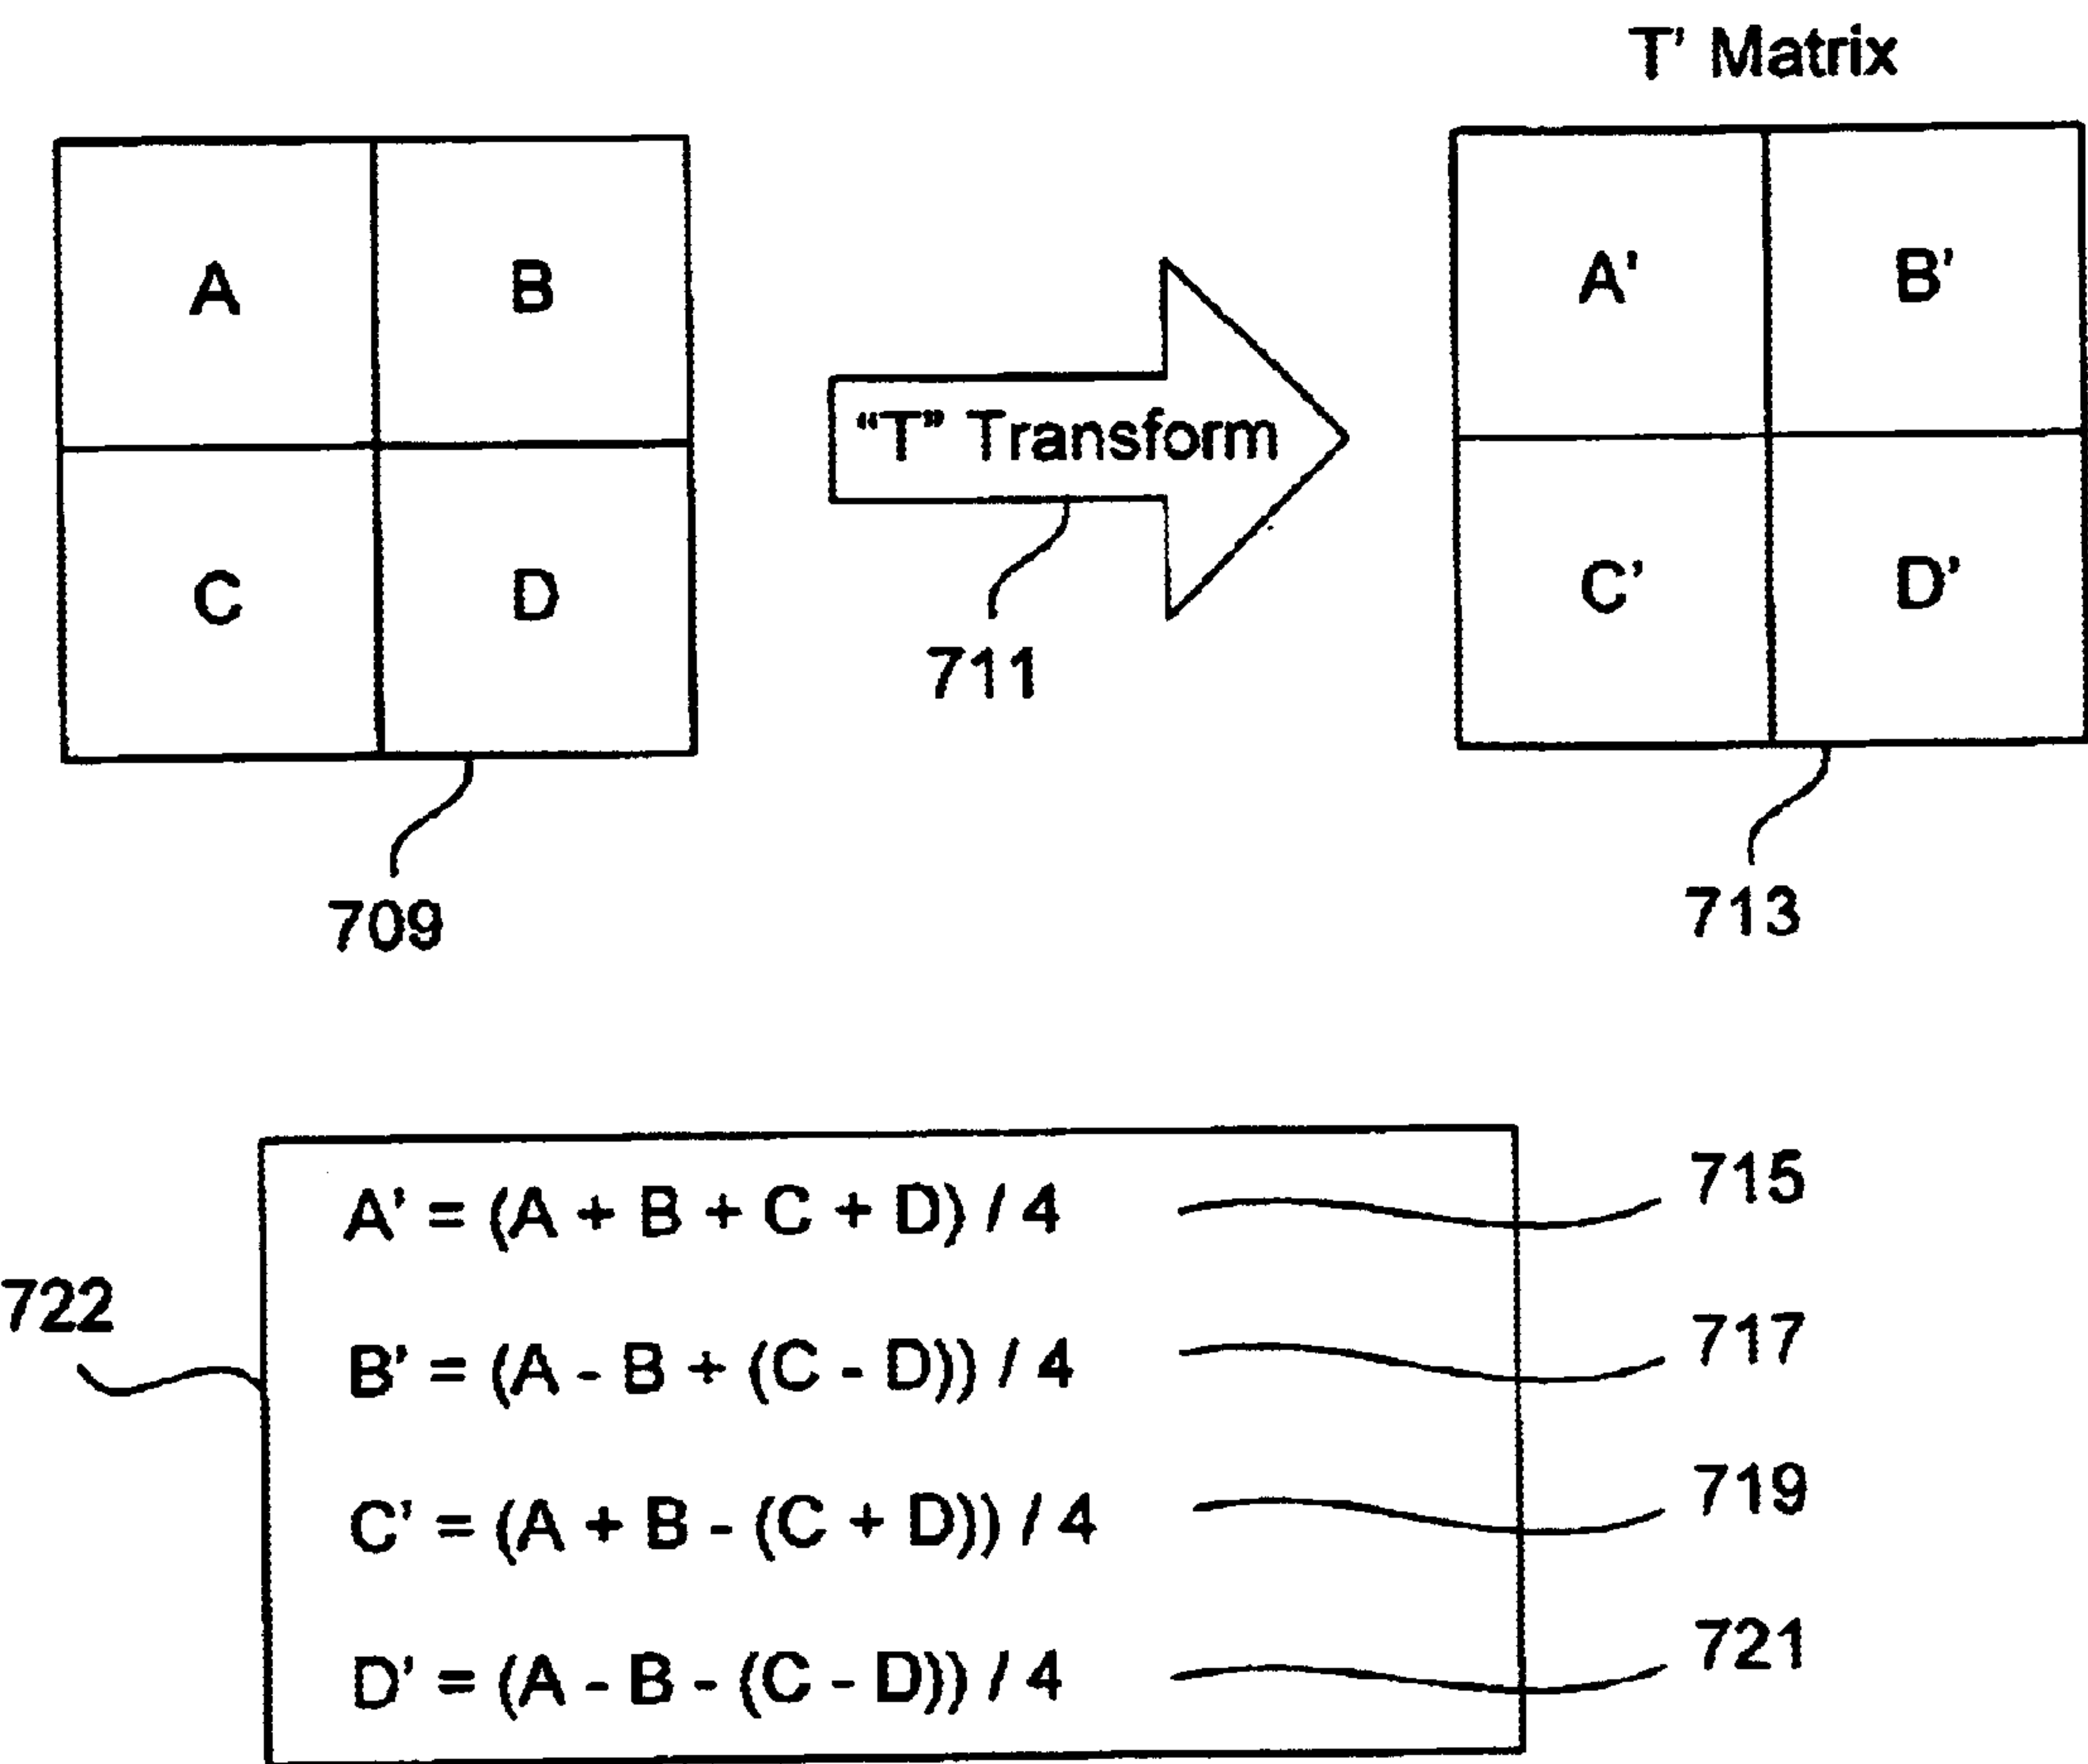 T' Matrix
A B
A' B'
"T" Transform
C D
C' D'
711
709
713
A' = (A + B + C + D) / 4
715
722
B' = (A - B + (C - D)) / 4
717
C' = (A + B - (C + D)) / 4
719
D' = (A - B - (C - D)) / 4
721